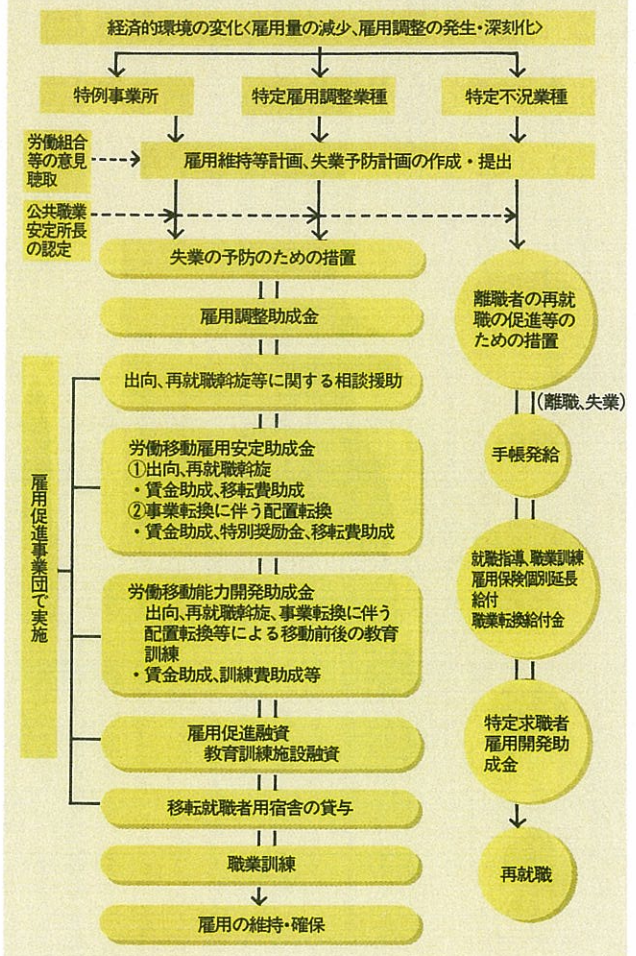 経済的環境の変化〈雇用量の減少、雇用調整の発生・深刻化〉
特例事業所
特定雇用調整業種
特定不況業種
労働組合
等の意見
聴取
雇用維持等計画、失業予防計画の作成・提出
公共職業
安定所長
の認定
失業の予防のための措置
雇用調整助成金
出向、再就職斡旋等に関する相談援助
労働移動雇用安定助成金
①出向、再就職斡旋
・賃金助成、移転費助成
②事業転換に伴う配置転換
・賃金助成、特別奨励金、移転費助成
労働移動能力開発助成金
出向、再就職斡旋、事業転換に伴う
配置転換等による移動前後の教育
訓練
・賃金助成、訓練費助成等
雇用促進融資
教育訓練施設融資
移転就職者用宿舎の貸与
職業訓練
雇用の維持・確保
雇用促進事業団で実施
離職者の再就
職の促進等の
ための措置
(離職、失業)
手帳発給
就職指導、職業訓練
雇用保険個別延長
給付
職業転換給付金
特定求職者
雇用開発助
成金
再就職